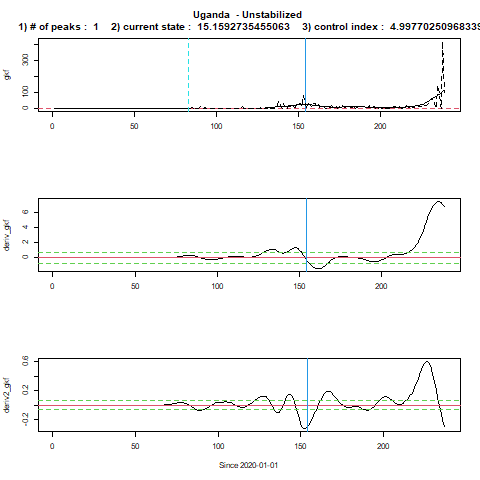 Uganda - Unstabilized
1) # of peaks : 1 2) current state : 15.1592735455063 3) control index : 4.9977025096833
gkf
0 100 300
0 50 100 150 200
deriv_gkf
0 2 4 6
0 50 100 150 200
deriv2_gkf
-0.2 0.2 0.6
0 50 100 150 200
Since 2020-01-01